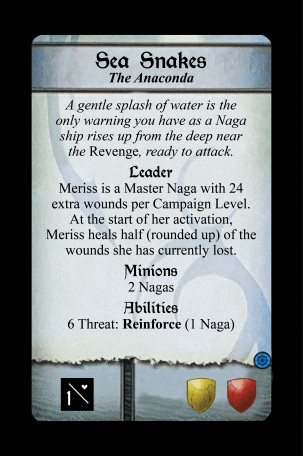 Sea Snakes
The Anaconda
A gentle splash of water is the
only warning you have as a Naga
ship rises up from the deep near
the Revenge, ready to attack.
Leader
Meriss is a Master Naga with 24
extra wounds per Campaign Level.
At the start of her activation,
Meriss heals half (rounded up) of the
wounds she has currently lost.
Minions
2 Nagas
Abilities
6 Threat: Reinforce (1 Naga)
1